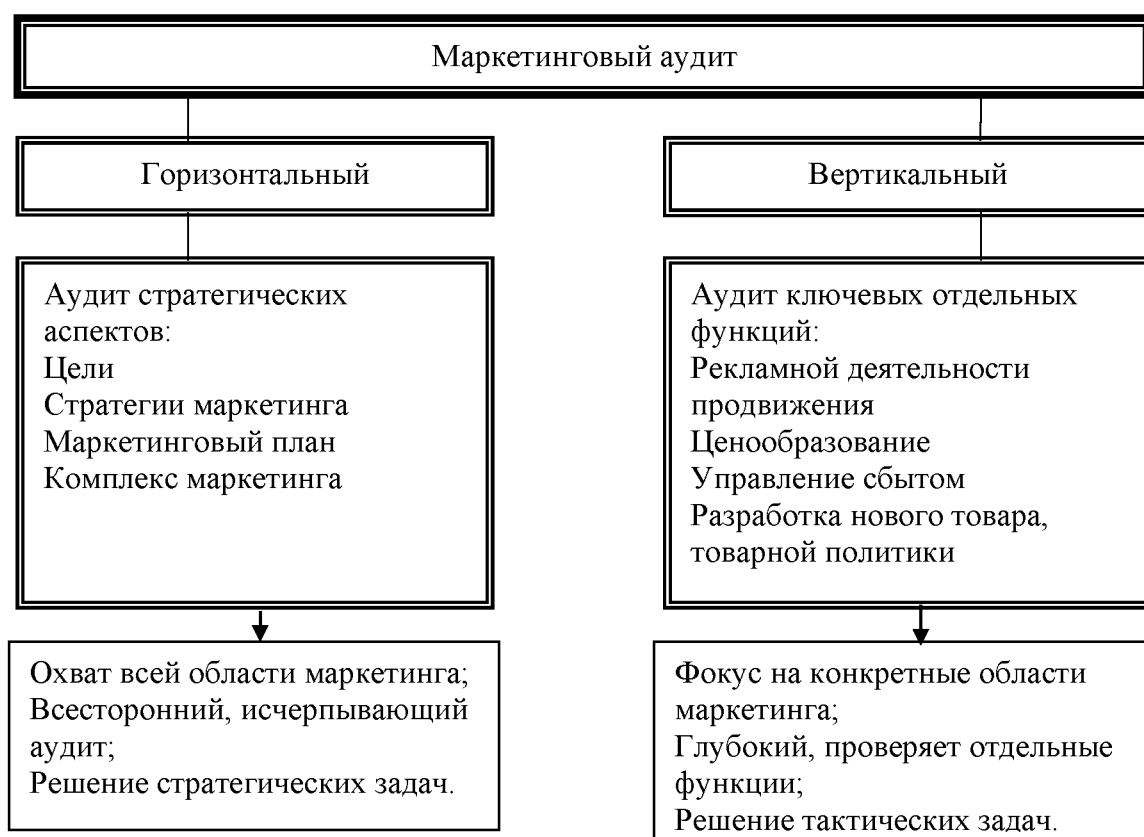 Маркетинговый аудит
Горизонтальный
Вертикальный
Аудит стратегических
аспектов:
Цели
Стратегии маркетинга
Маркетинговый план
Комплекс маркетинга
Аудит ключевых отдельных
функций:
Рекламной деятельности
продвижения
Ценообразование
Управление сбытом
Разработка нового товара,
товарной политики
Охват всей области маркетинга;
Всесторонний, исчерпывающий
аудит;
Решение стратегических задач.
Фокус на конкретные области
маркетинга;
Глубокий, проверяет отдельные
функции;
Решение тактических задач.